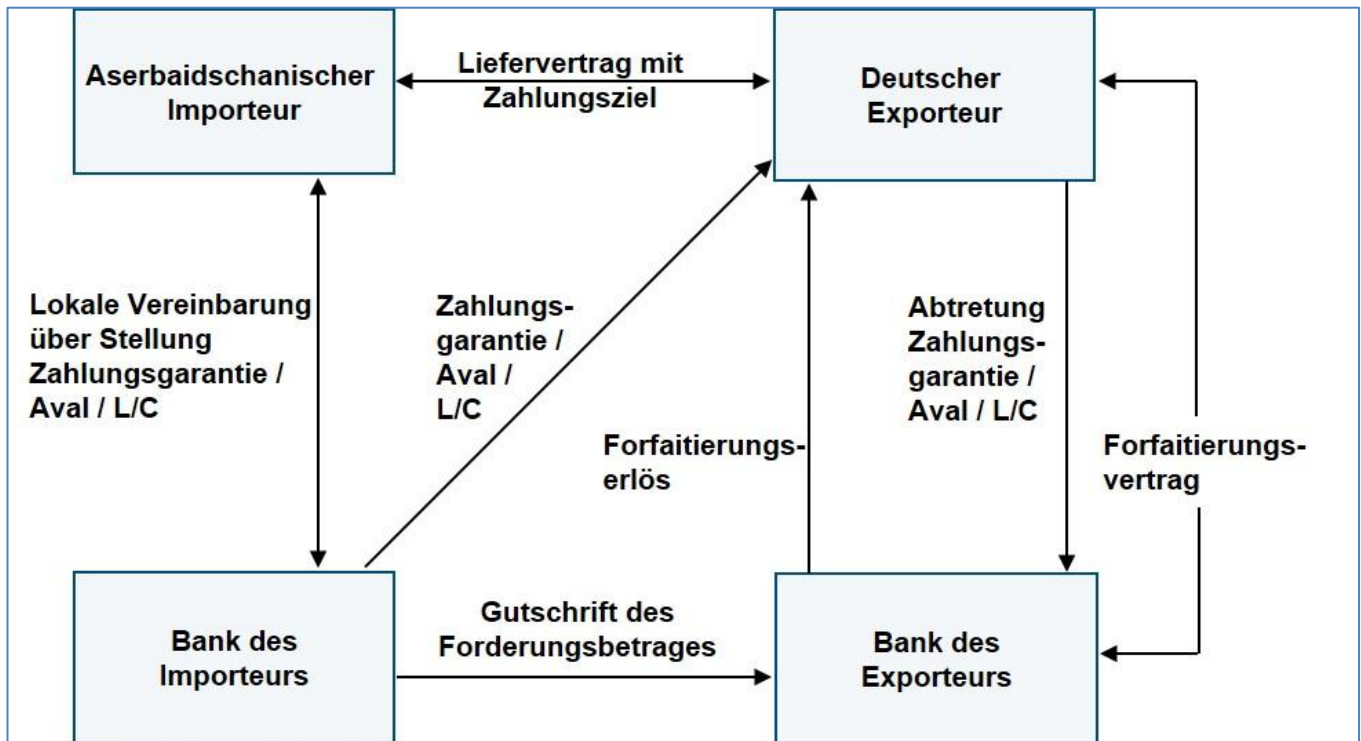 Aserbaidschanischer
Importeur
Liefervertrag mit
Zahlungsziel
Deutscher
Exporteur
Lokale Vereinbarung
über Stellung
Zahlungsgarantie /
Aval / L/C
Zahlungs-
garantie /
Aval /
L/C
Forfaitierungs-
erlös
Abtretung
Zahlungs-
garantie /
Aval / L/C
Forfaitierungs-
vertrag
Bank des
Importeurs
Gutschrift des
Forderungsbetrages
Bank des
Exporteurs